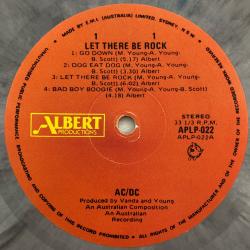 MADE BY E.M.I. (AUSTRALIA) LIMITED, SYDNEY, N.S.W.
1 1
LET THERE BE ROCK
1: GO DOWN (M. Young-A. Young-
B. Scott) (5.17) Albert
2: DOG EAT DOG (M. Young-A. Young-
B. Scott) (3.30) Albert
3: LET THERE BE ROCK (M. Young-A. Young-
B. Scott) (6.02) Albert
4: BAD BOY BOOGIE (M. Young-A. Young-B. Scott)
(4.18) Albert
ALBERT
PRODUCTIONS
STEREO
33 1/3 R.P.M.
APLP-022
APLP-022A
AC/DC
Produced by Vanda and Young
An Australian Composition
An Australian
Recording
UNAUTHORISED PUBLIC PERFORMANCE
BROADCASTING AND COPYING OF THIS RECORD PROHIBITED
ALL RIGHTS OF THE MANUFACTURER AND OF THE OWNER OF THE